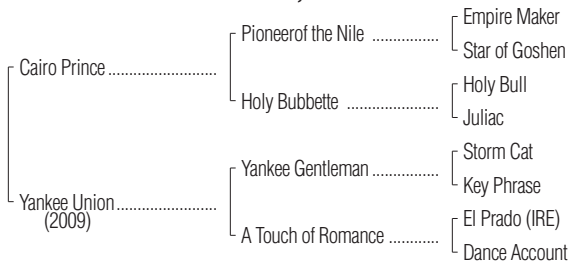 Empire Maker
Pioneerof the Nile ................
Star of Goshen
Cairo Prince ..........................
Holy Bull
Holy Bubbette ......................
Juliac
Storm Cat
Yankee Gentleman ................
Key Phrase
Yankee Union ........................
(2009)
El Prado (IRE)
A Touch of Romance ............
Dance Account